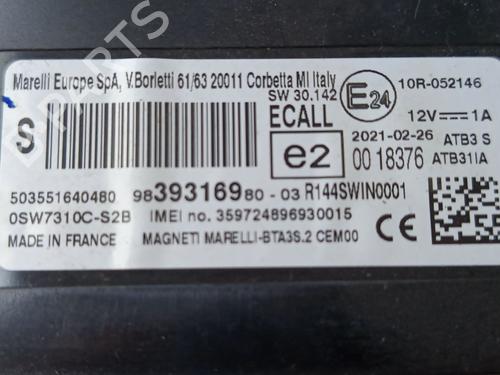 Marelli Europe SpA, V.Borletti 61/63 20011 Corbetta MI Italy
SW 30.142
E24
10R-052146
S
ECALL
12V 1A
2021-02-26
ATB3 S
e2
00 18376
ATB31IA
503551640480
9839316980-03
R144SWIN0001
0SW7310C-S2B
IMEI no. 359724896930015
MADE IN FRANCE
MAGNETI MARELLI-BTA3S.2 CEM00
CE
B-PARTS